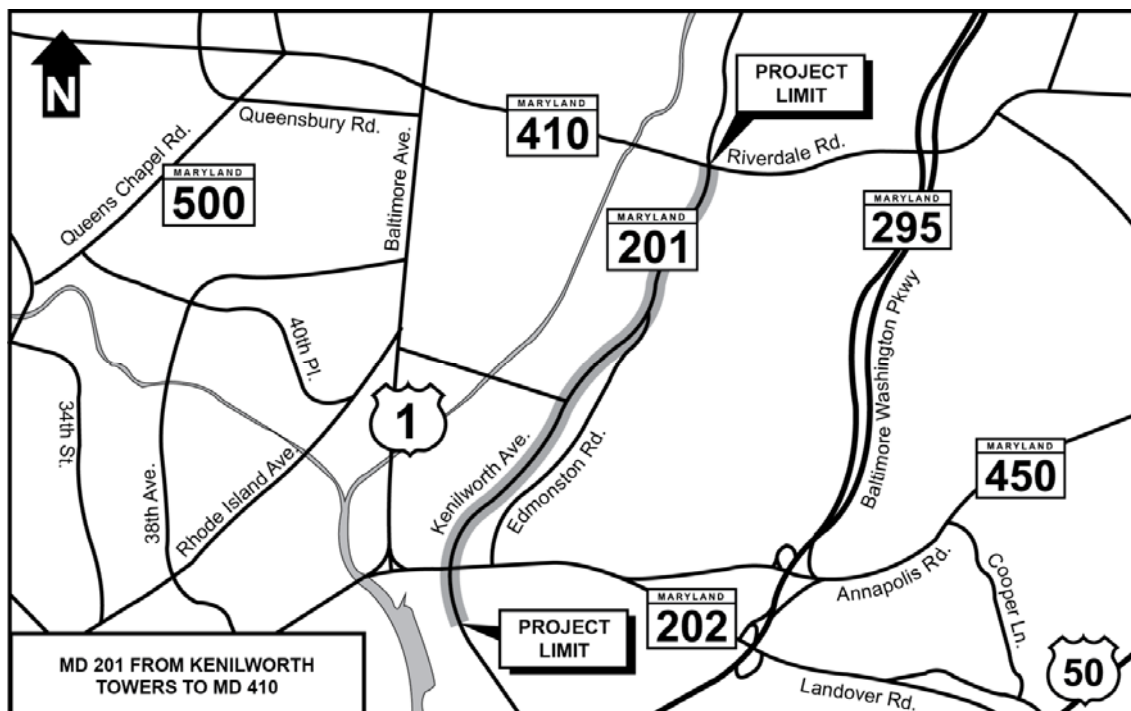 N
Queensbury Rd.
Queens Chapel Rd.
MARYLAND
500
Baltimore Ave.
MARYLAND
410
PROJECT
LIMIT
Riverdale Rd.
MARYLAND
201
MARYLAND
295
Baltimore Washington Pkwy
40th Pl.
34th St.
38th Ave.
Rhode Island Ave.
1
Kenilworth Ave.
Edmonston Rd.
MARYLAND
450
Annapolis Rd.
Cooper Ln.
MARYLAND
202
PROJECT
LIMIT
Landover Rd.
50
MD 201 FROM KENILWORTH
TOWERS TO MD 410